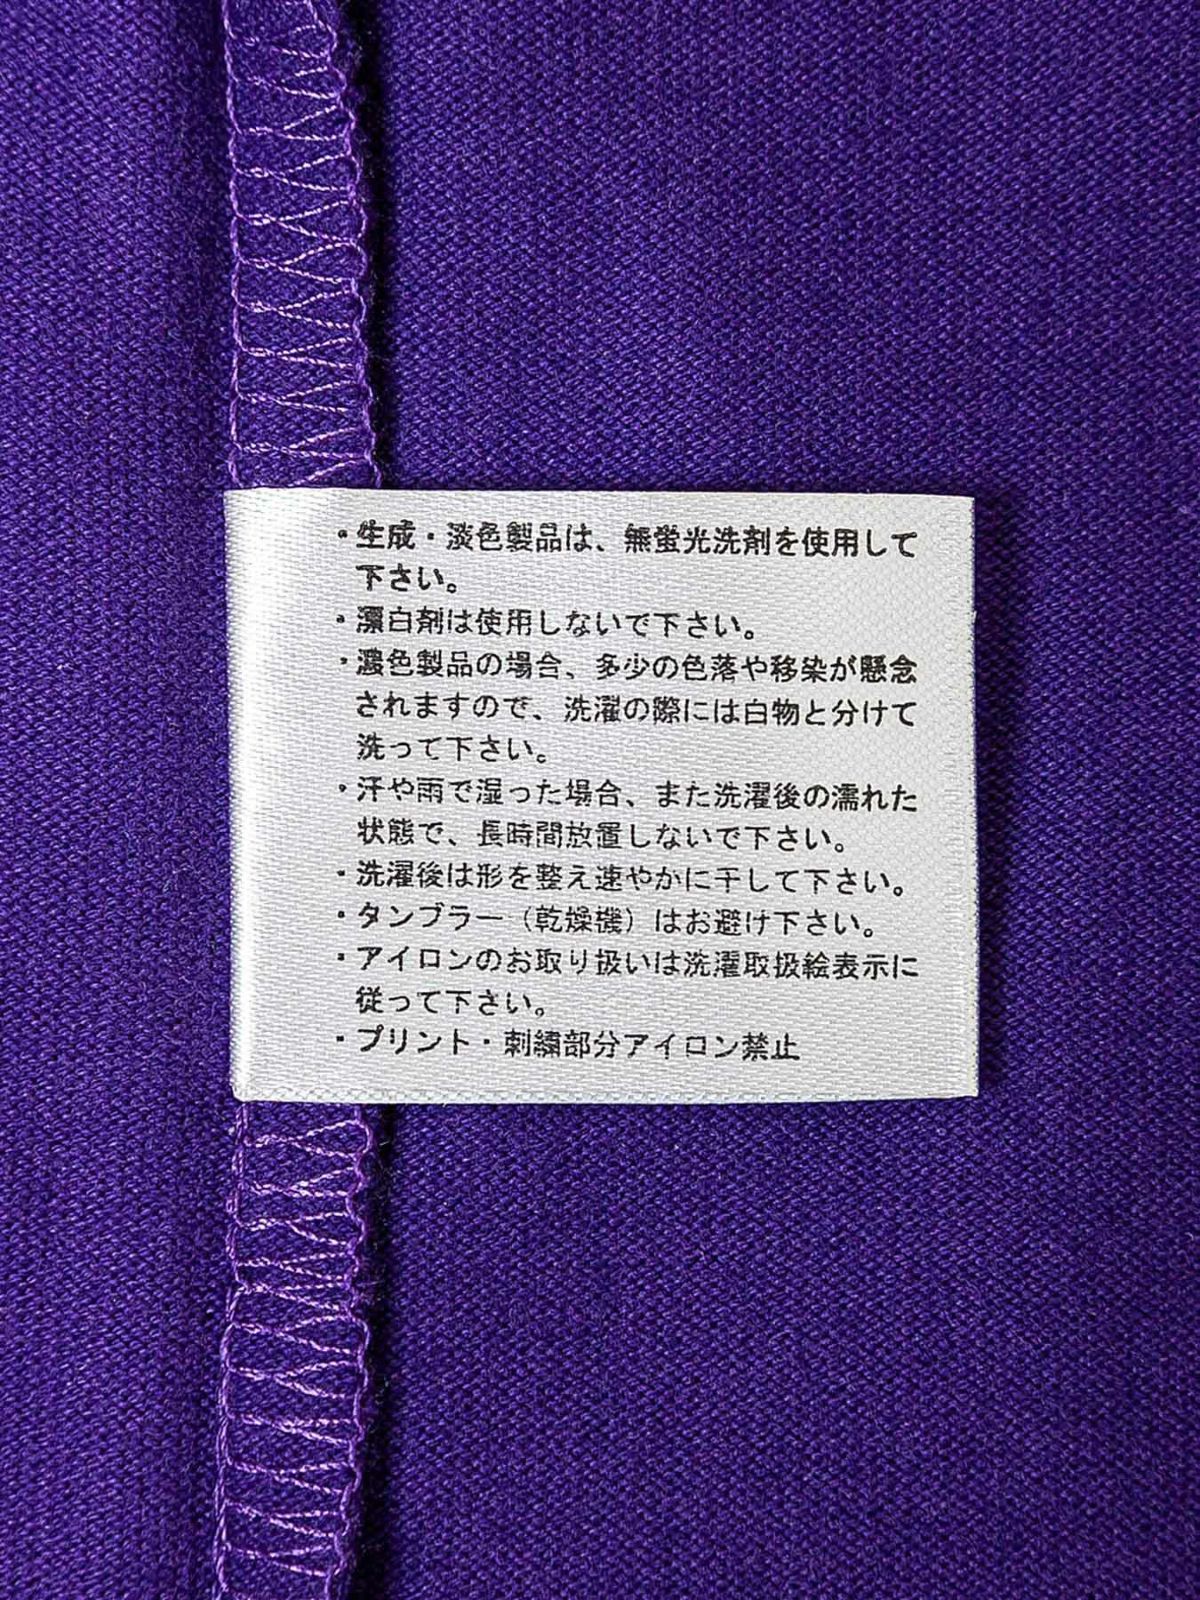 ・生成・淡色製品は、無蛍光洗剤を使用して
下さい。
・漂白剤は使用しないで下さい。
・濃色製品の場合、多少の色落や移染が懸念
されますので、洗濯の際には白物と分けて
洗って下さい。
・汗や雨で湿った場合、また洗濯後の濡れた
状態で、長時間放置しないで下さい。
・洗濯後は形を整え速やかに干して下さい。
・タンブラー（乾燥機）はお避け下さい。
・アイロンのお取り扱いは洗濯取扱絵表示に
従って下さい。
・プリント・刺繍部分アイロン禁止